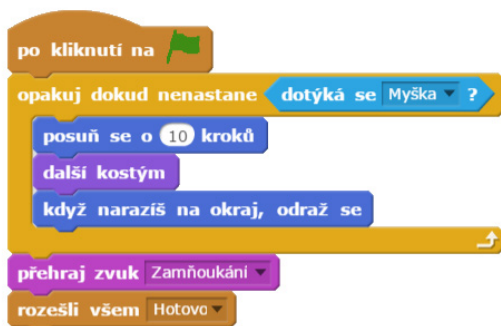 po kliknutí na
opakuj dokud nenastane dotýká se Myška ?
posuň se o 10 kroků
další kostým
když narazíš na okraj, odraž se
přehraj zvuk Zamňoukání
rozešli všem Hotovo